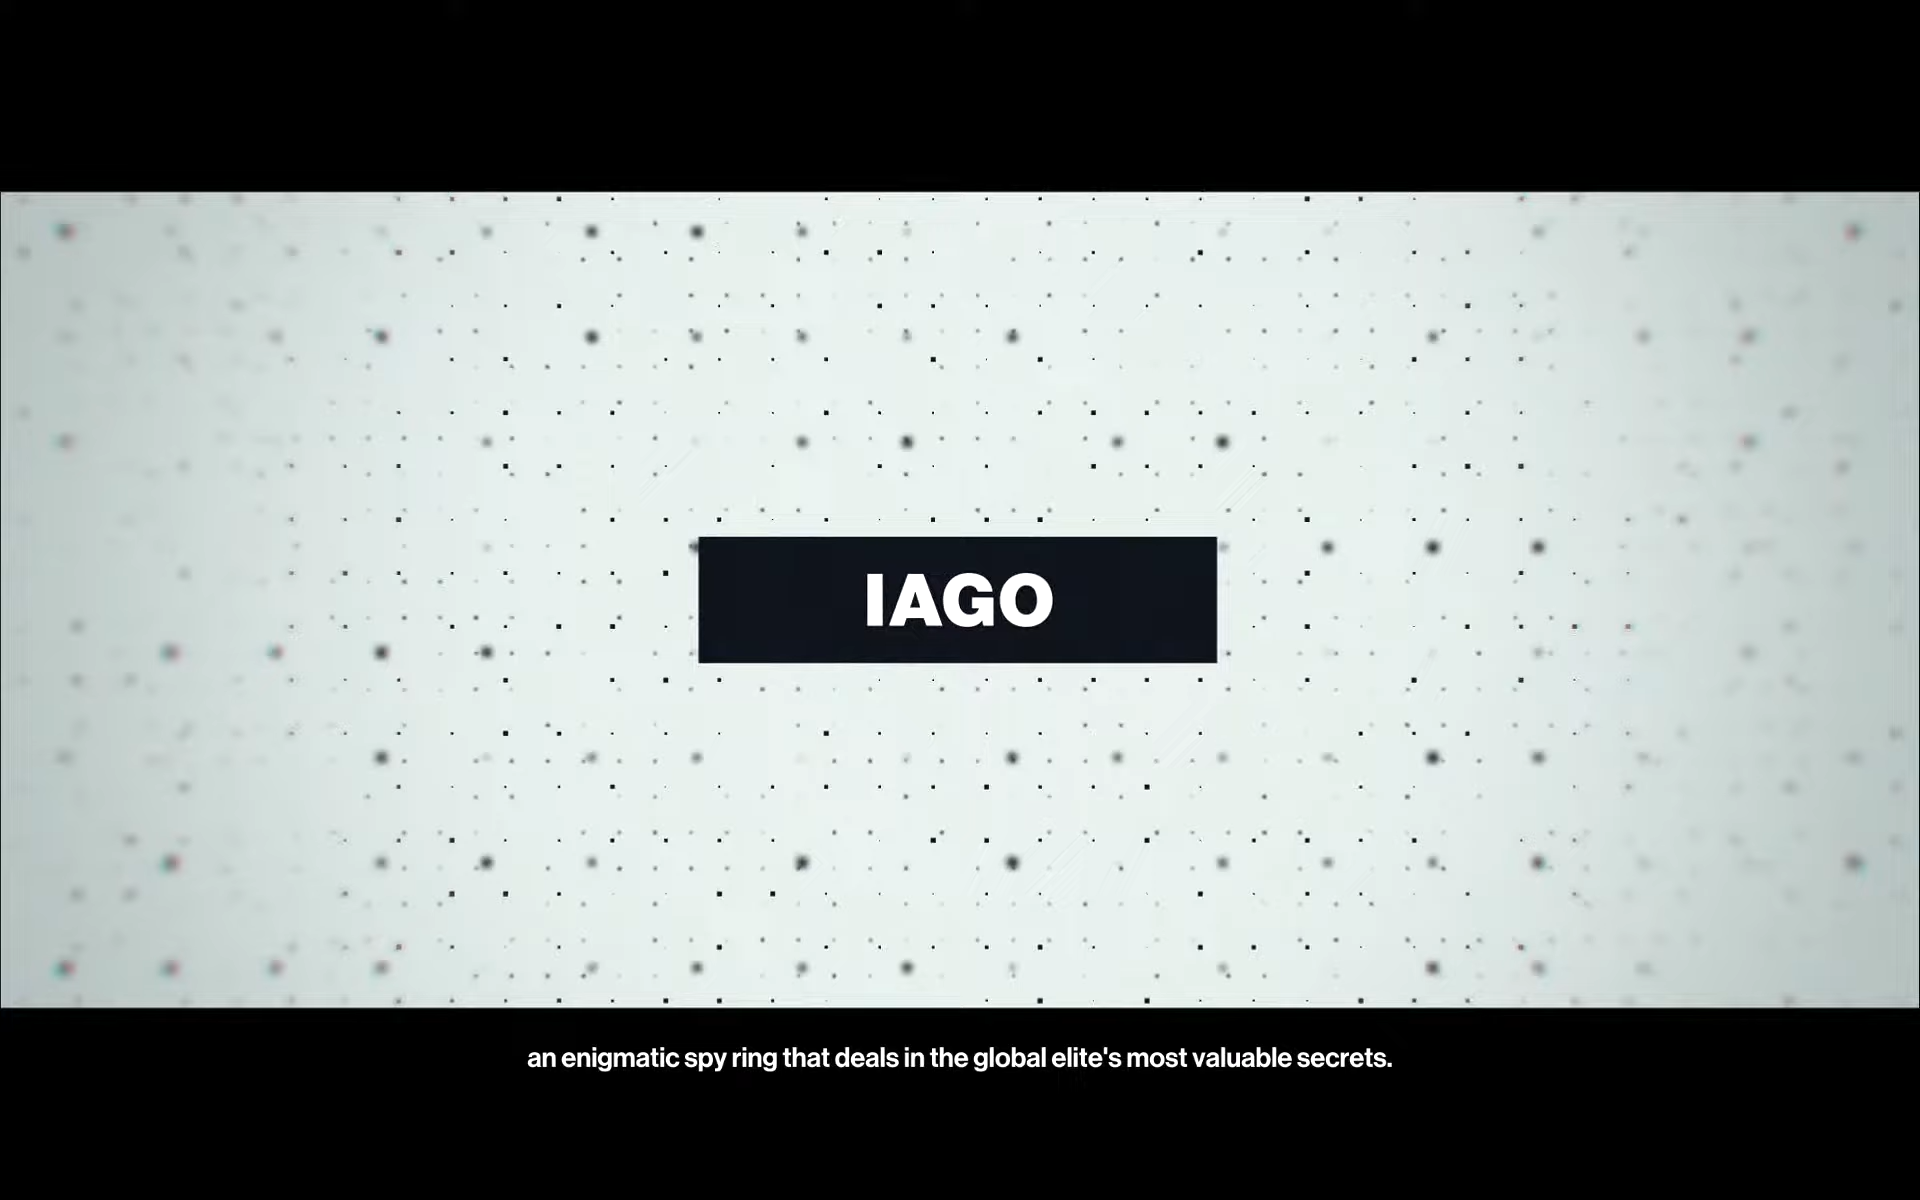 IAGO
an enigmatic spy ring that deals in the global elite's most valuable secrets.